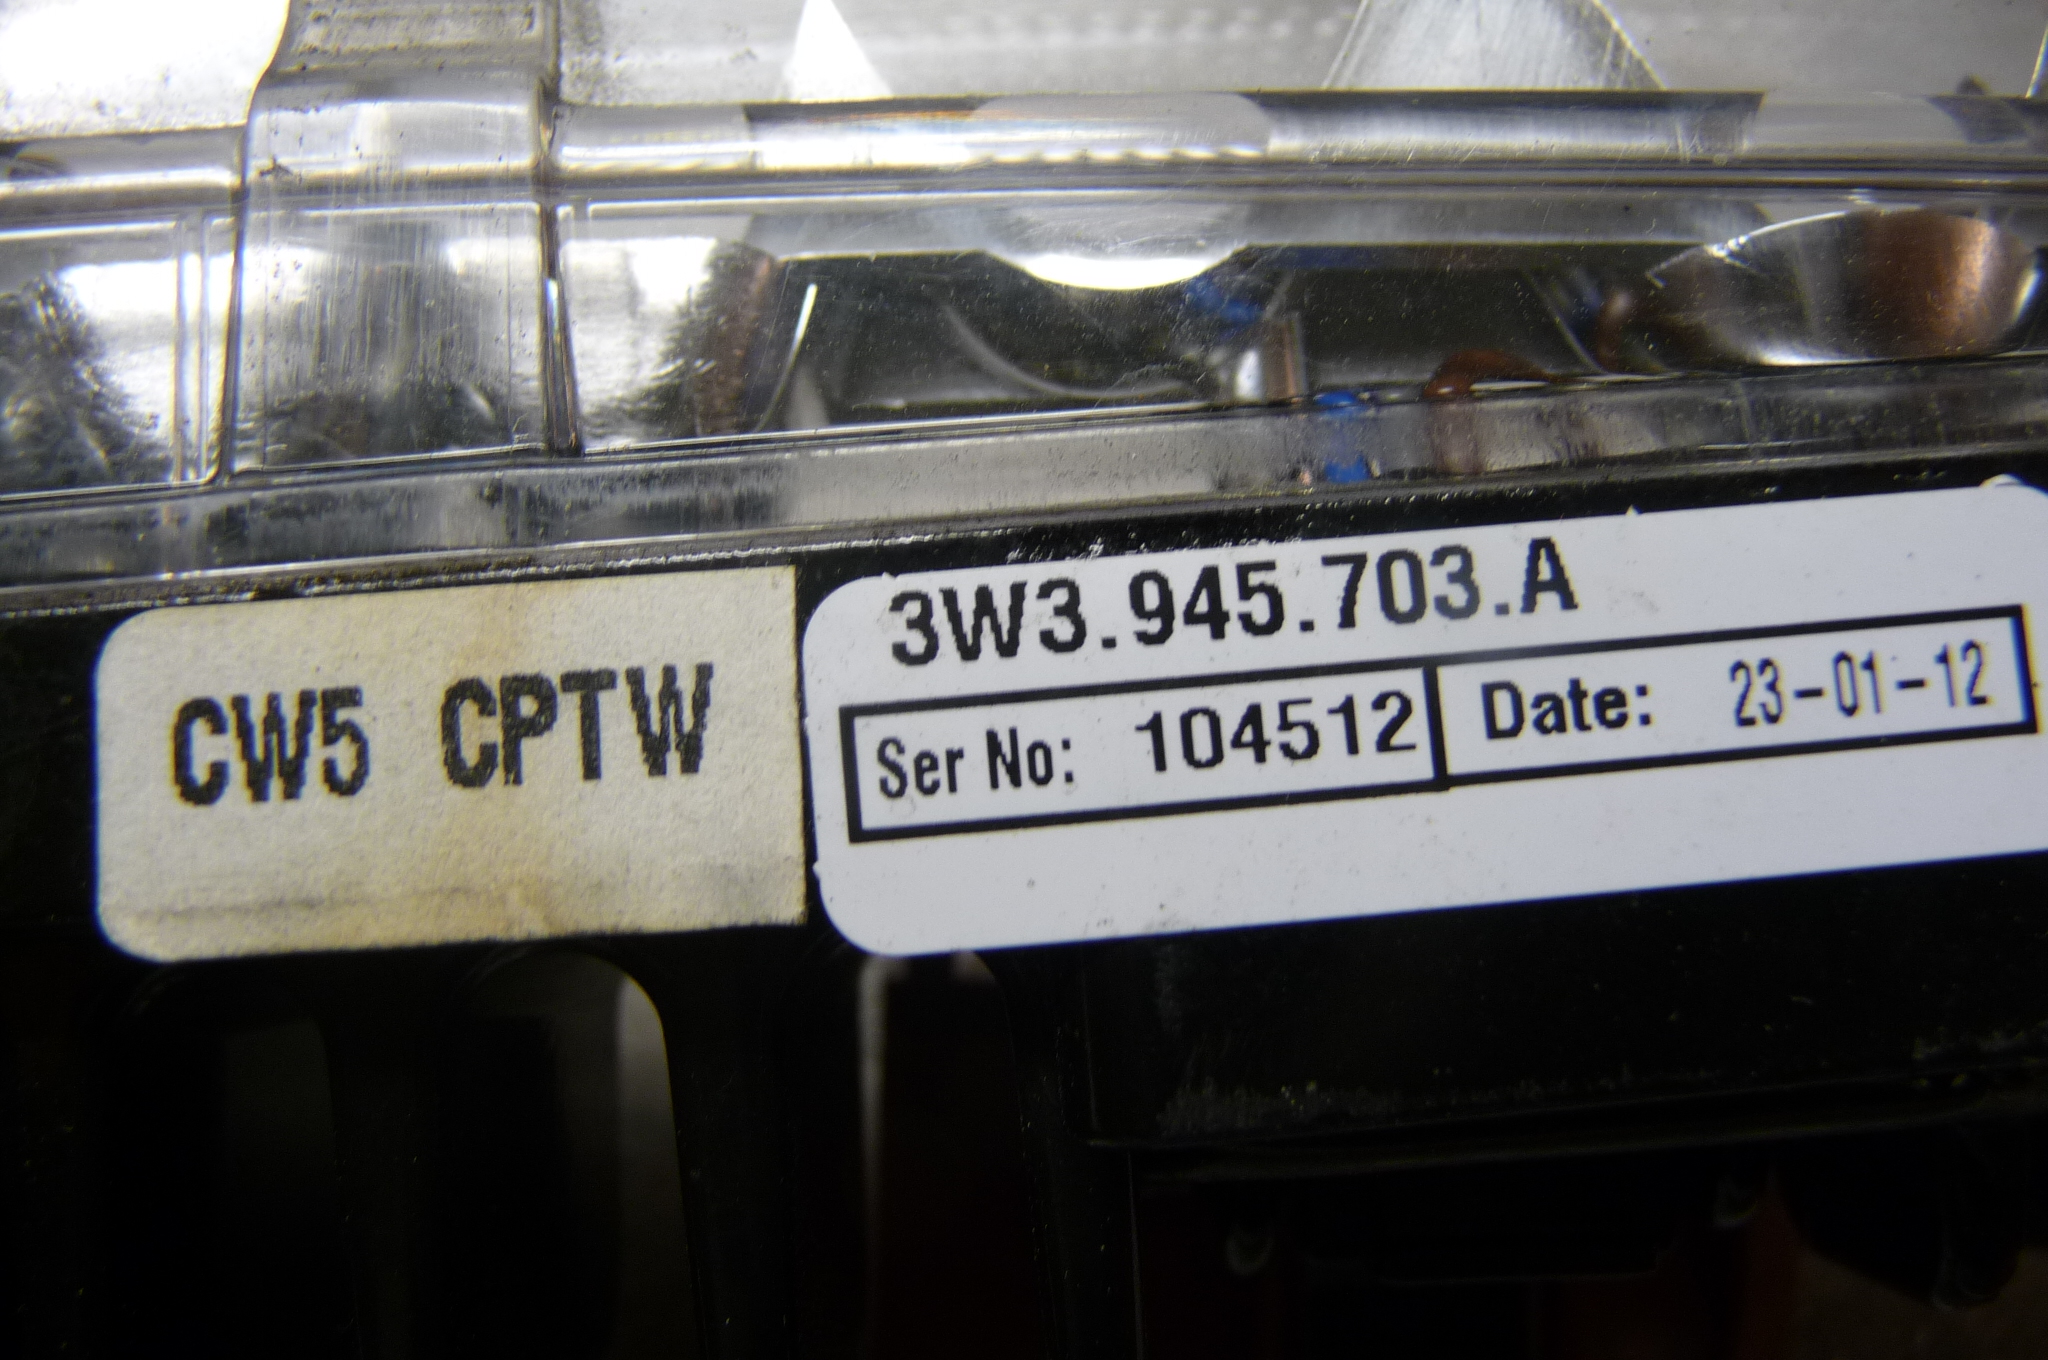 CW5 CPTW
3W3.945.703.A
Ser No: 104512
Date: 23-01-12